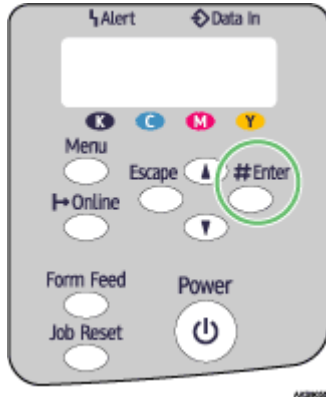 Alert Data In
K C M Y
Menu
Escape #Enter
Online
Form Feed Power
Job Reset